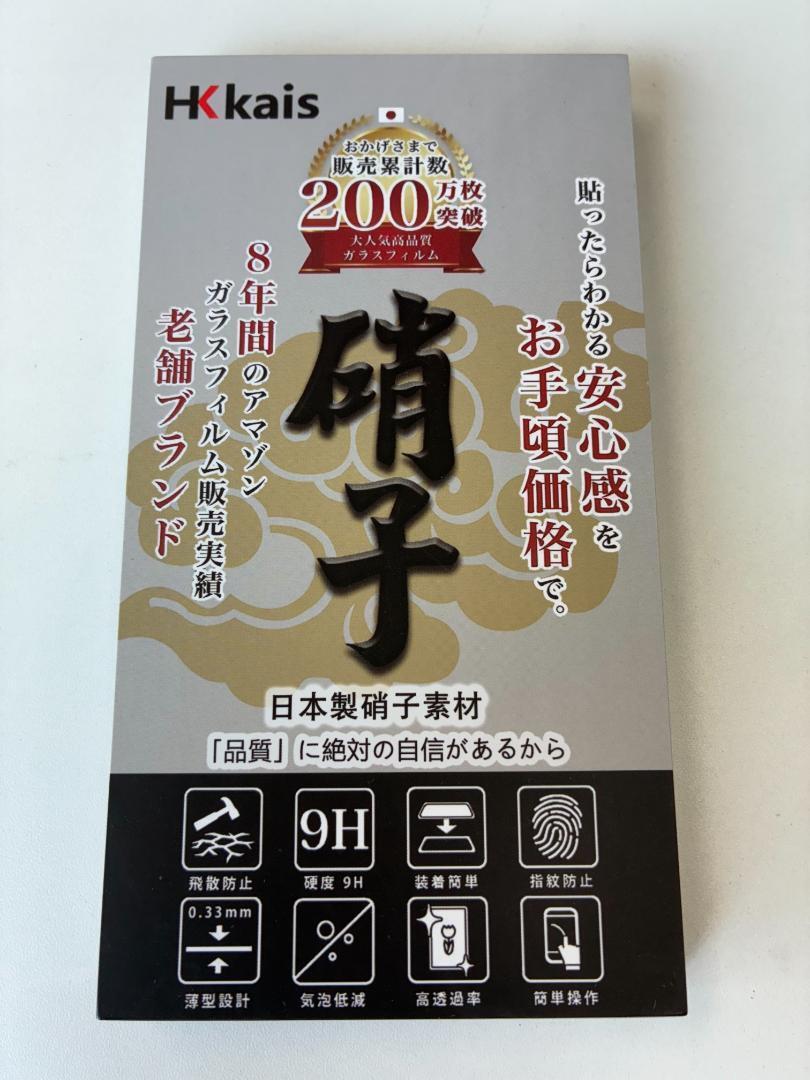 HKkais
おかげさまで
販売累計数
200万枚突破
大人気高品質
ガラスフィルム
貼ったらわかる安心感を
お手頃価格で。
8年間のアマゾン
ガラスフィルム販売実績
老舗ブランド
硝子
日本製硝子素材
「品質」に絶対の自信があるから
9H
飛散防止
硬度 9H
装着簡単
指紋防止
0.33mm
薄型設計
気泡低減
高透過率
簡単操作